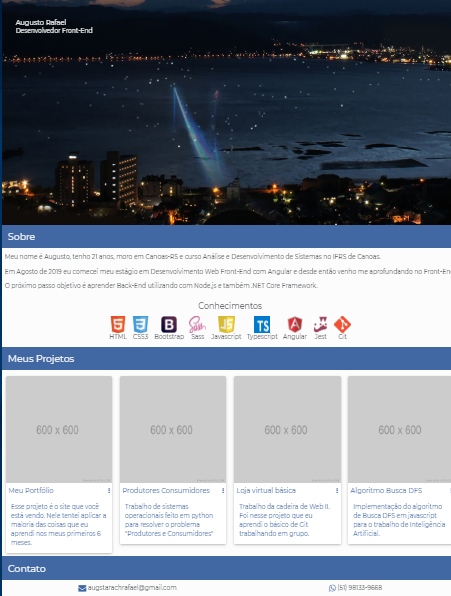 Augusto Rafael
Desenvolvedor Front-End
Sobre
Meu nome é Augusto, tenho 21 anos, moro em Canoas-RS e curso Análise e Desenvolvimento de Sistemas no IFRS de Canoas.
Em Agosto de 2019 eu comecei meu estágio em Desenvolvimento Web Front-End com Angular e desde então venho me aprofundando no Front-En
O próximo passo objetivo é aprender Back-End utilizando com Node.js e também .NET Core Framework.
Conhecimentos
HTML CSS3 Bootstrap Sass Javascript Typescript Angular Jest Git
Meus Projetos
600 x 600 600 x 600 600 x 600 600 x 600
Meu Portfólio
Esse projeto é o site que você
está vendo. Nele tentei aplicar a
maioria das coisas que eu
aprendi nos meus primeiros 6
meses.
Produtores Consumidores
Trabalho de sistemas
operacionais feito em python
para resolver o problema
"Produtores e Consumidores"
Loja virtual básica
Trabalho da cadeira de Web II.
Foi nesse projeto que eu
aprendi o básico de Git
trabalhando em grupo.
Algoritmo Busca DFS
Implementação do algoritmo
de Busca DFS em javascript
para o trabalho de Inteligência
Artificial.
Contato
augstarachrafael@gmail.com
(51) 98133-9668